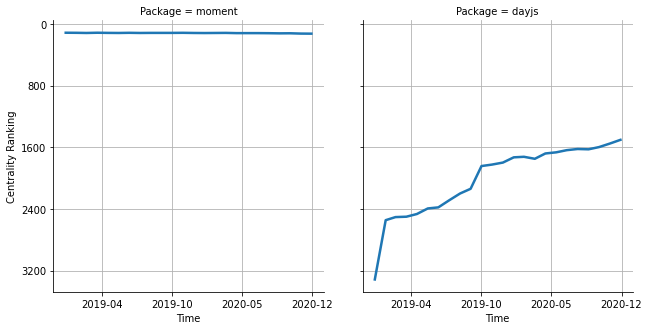 Package = moment
Package = dayjs
0
800
1600
2400
3200
Centrality Ranking
2019-04
2019-10
2020-05
2020-12
2019-04
2019-10
2020-05
2020-12
Time
Time